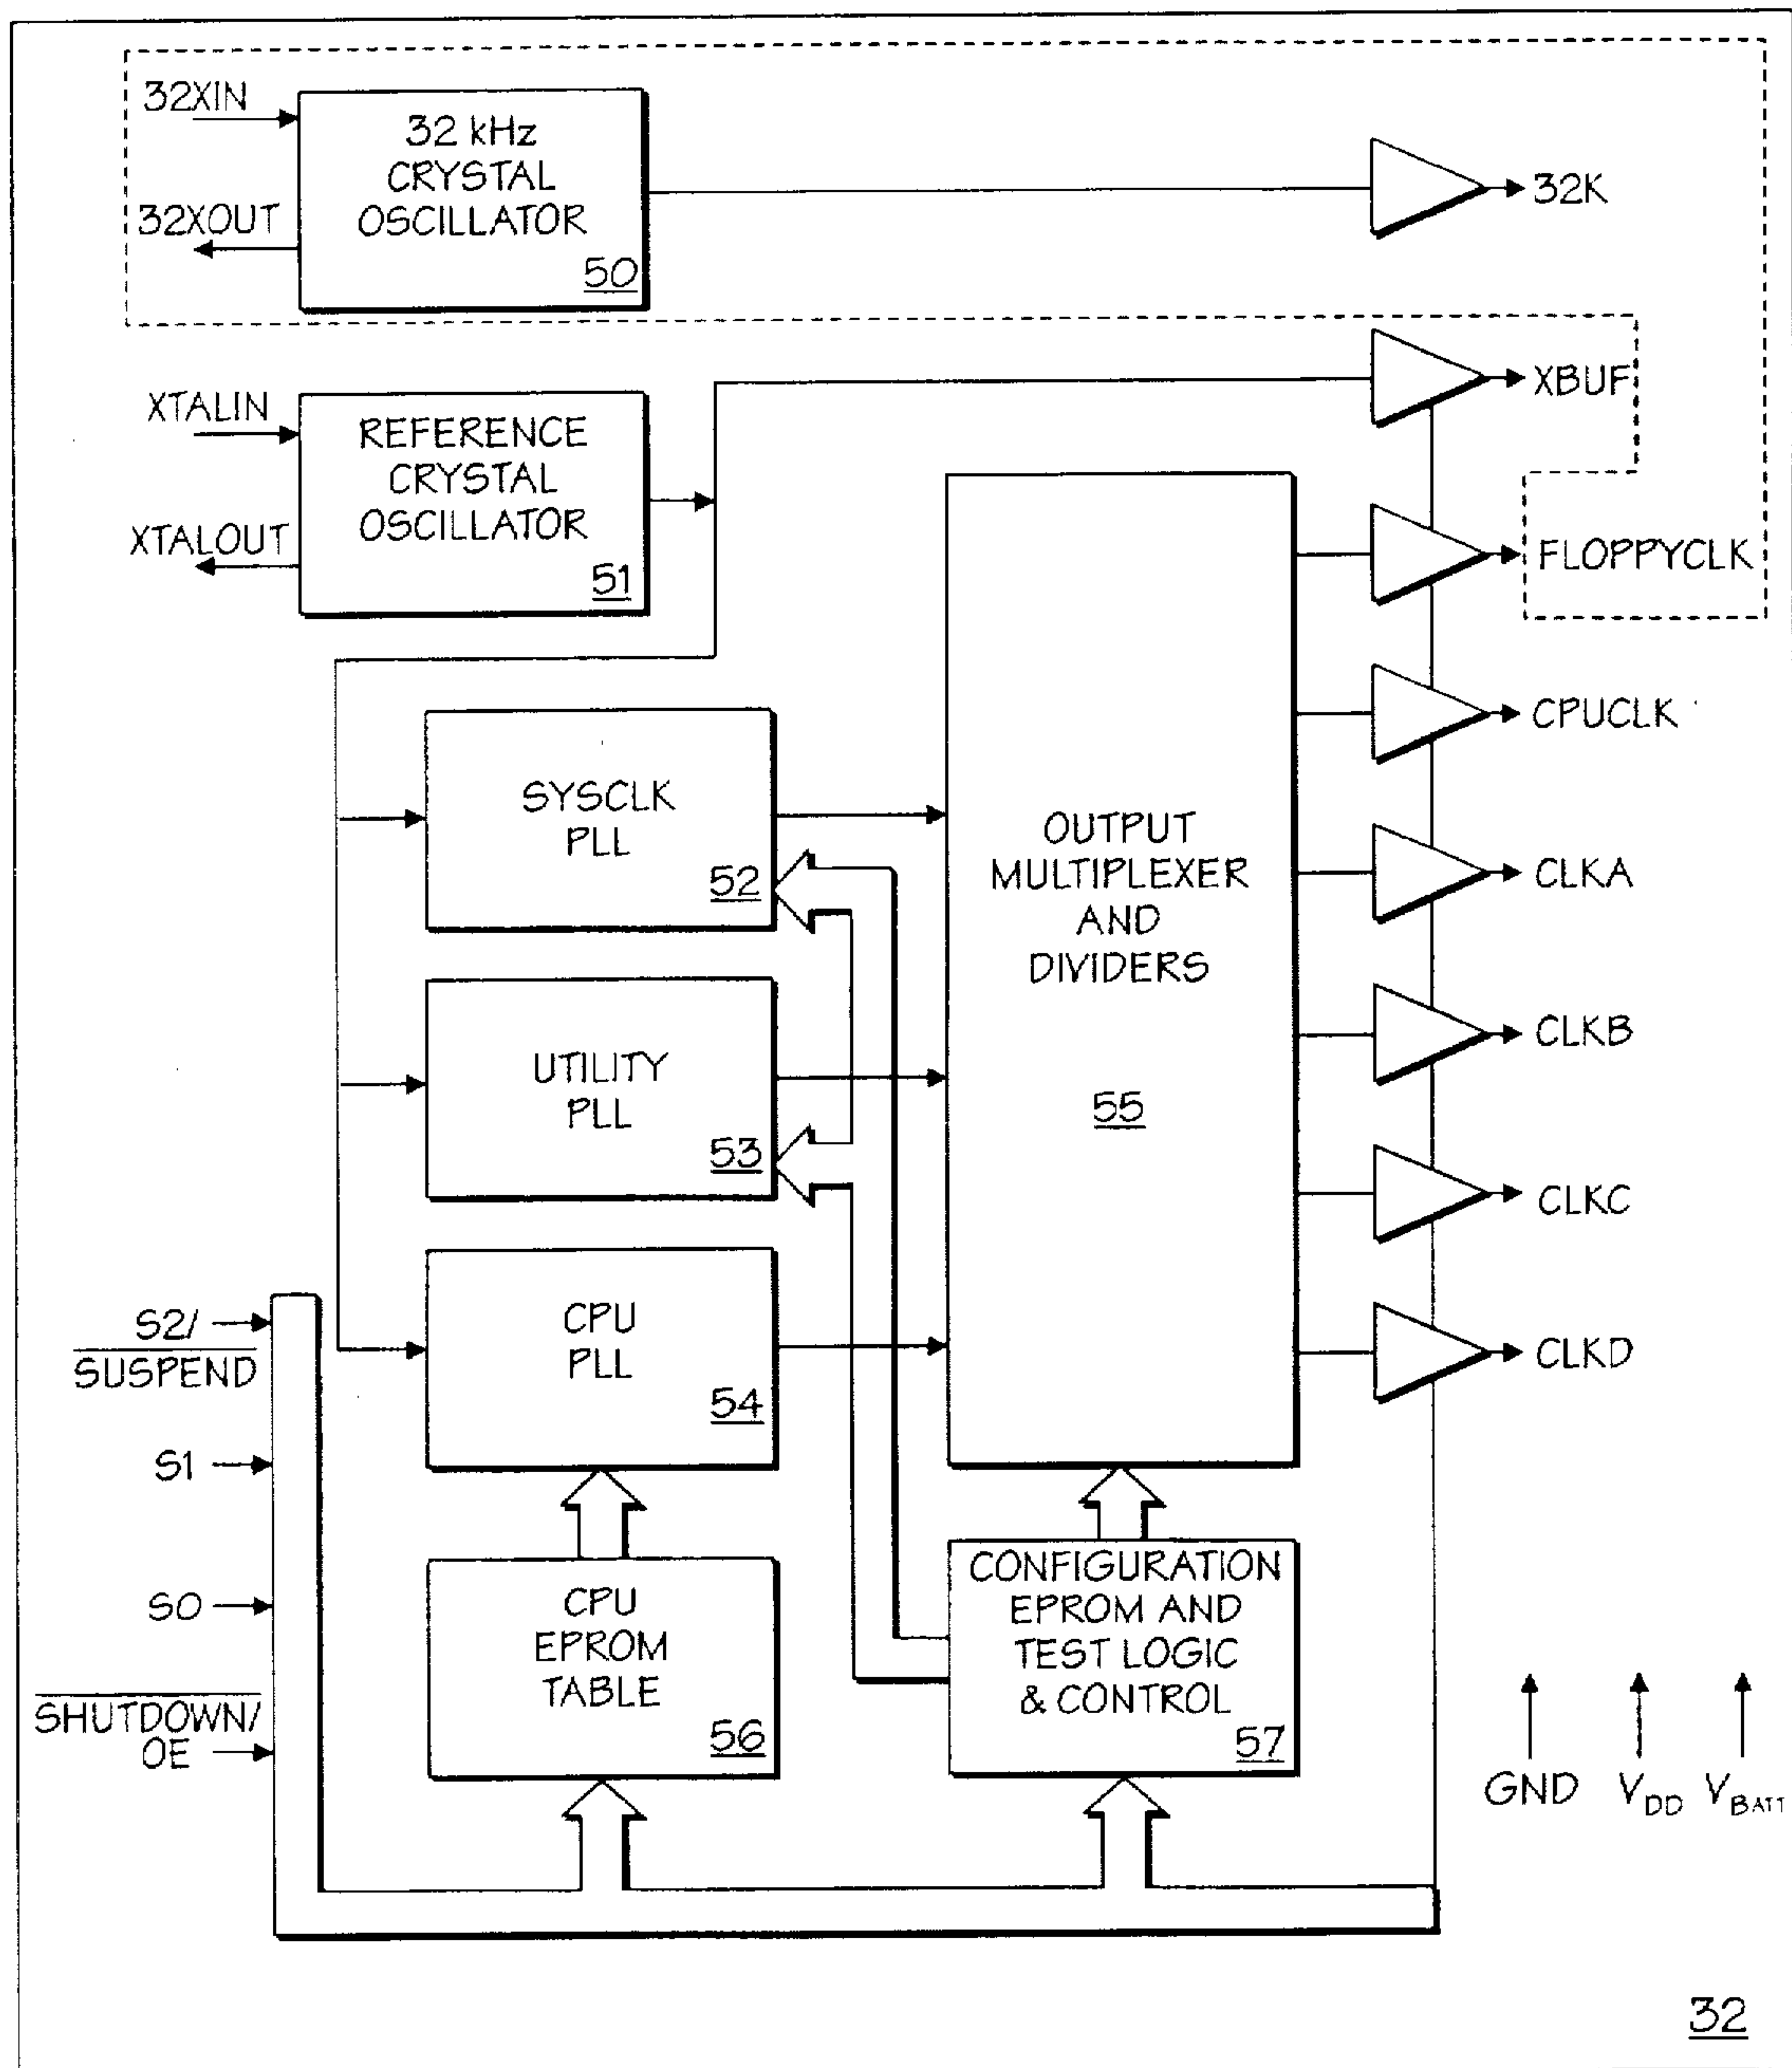 32XIN
32XOUT
32 kHz
CRYSTAL
OSCILLATOR
50
32K
XTALIN
XTALOUT
REFERENCE
CRYSTAL
OSCILLATOR
51
XBUF
FLOPPYCLK
SYSCLK
PLL
52
UTILITY
PLL
53
CPU
PLL
54
OUTPUT
MULTIPLEXER
AND
DIVIDERS
55
CPUCLK
CLKA
CLKB
CLKC
CLKD
S2/
SUSPEND
S1
S0
SHUTDOWN/
OE
CPU
EPROM
TABLE
56
CONFIGURATION
EPROM AND
TEST LOGIC
& CONTROL
57
GND
VDD
VBATT
32